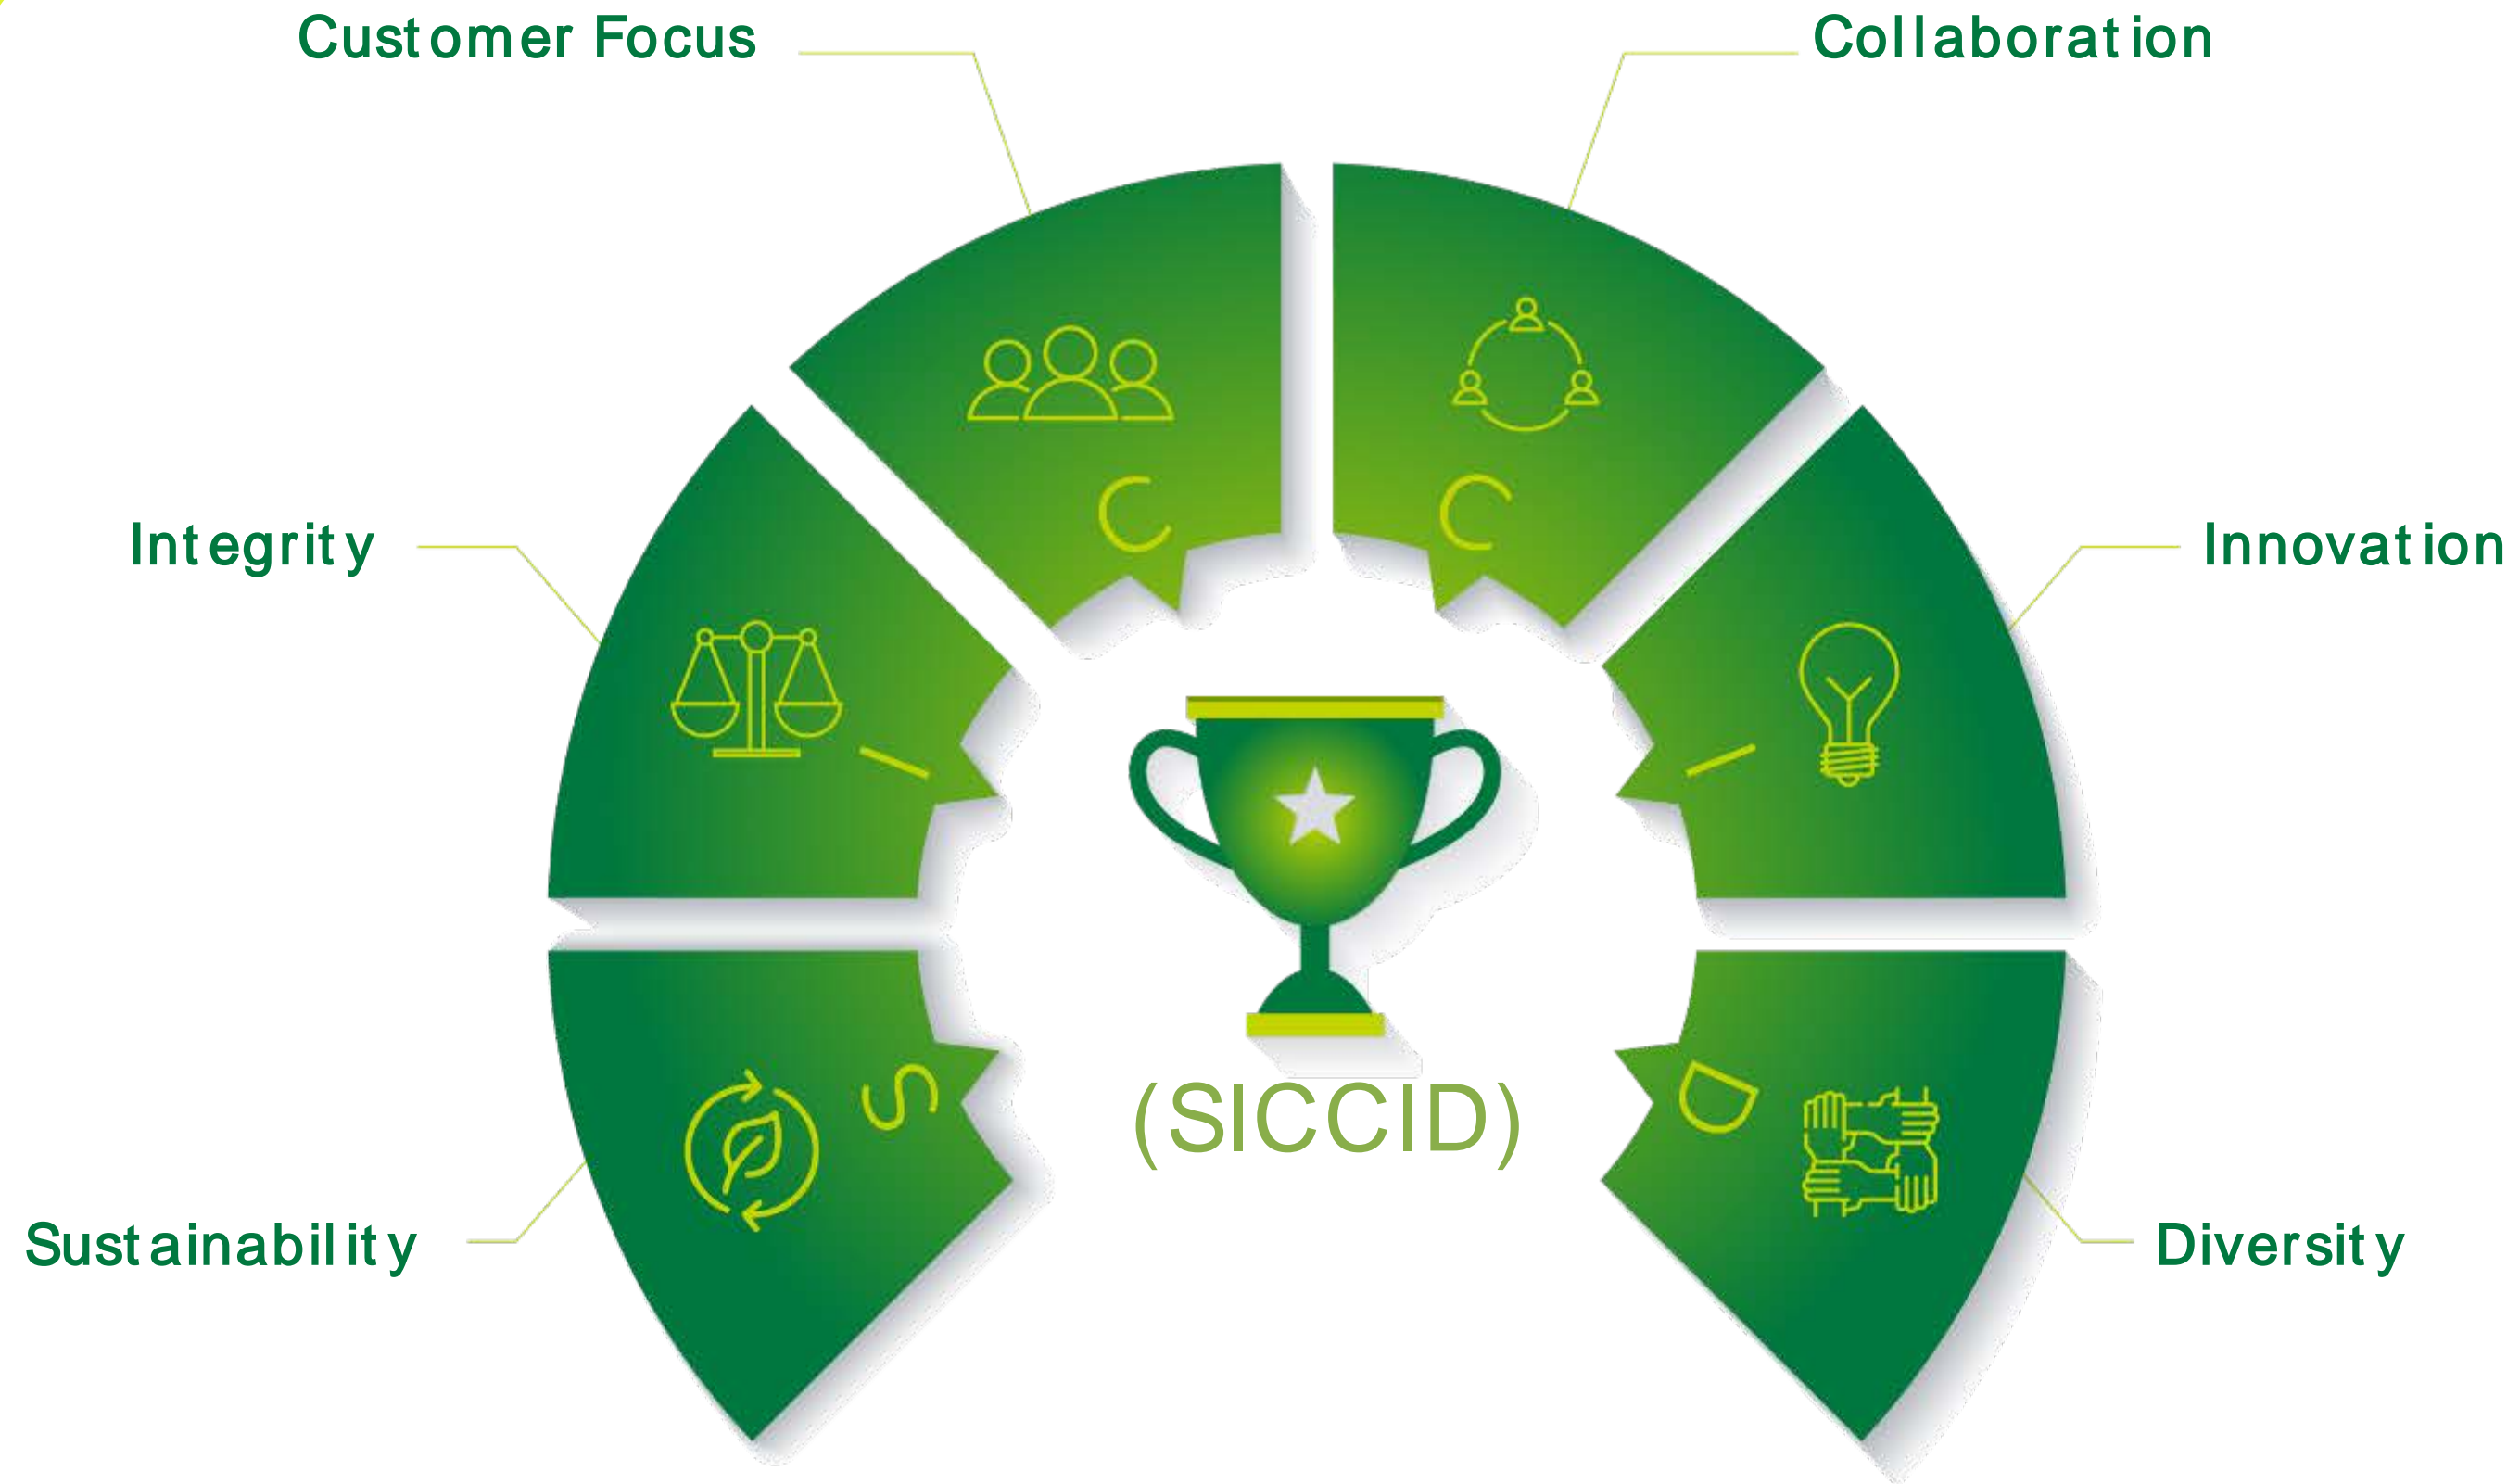 Customer Focus
Collaboration
C
C
Integrity
Innovation
I
I
S
D
(SICCID)
Sustainability
Diversity